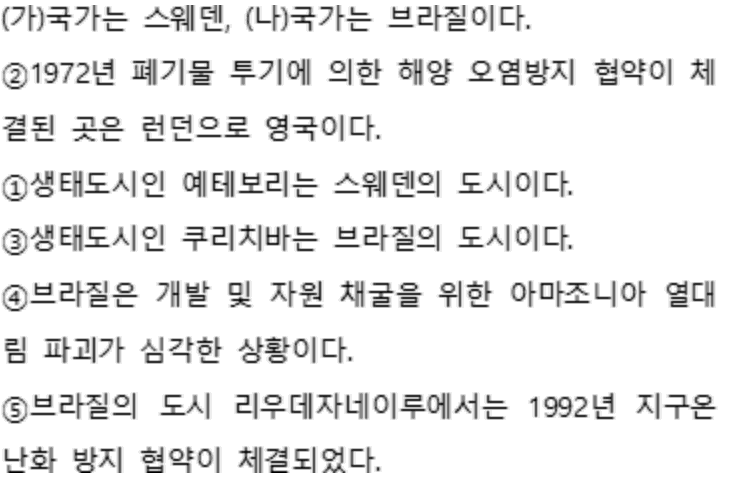 (가)국가는 스웨덴, (나)국가는 브라질이다.
②1972년 폐기물 투기에 의한 해양 오염방지 협약이 체
결된 곳은 런던으로 영국이다.
①생태도시인 예테보리는 스웨덴의 도시이다.
③생태도시인 쿠리치바는 브라질의 도시이다.
④브라질은 개발 및 자원 채굴을 위한 아마조니아 열대
림 파괴가 심각한 상황이다.
⑤브라질의 도시 리우데자네이루에서는 1992년 지구온
난화 방지 협약이 체결되었다.